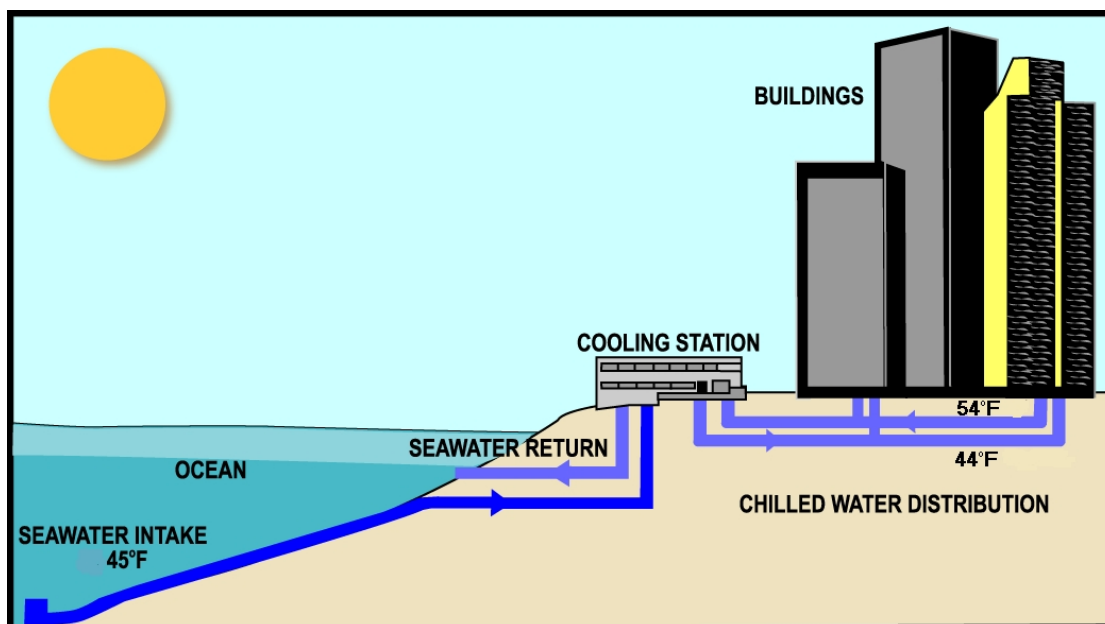 BUILDINGS
COOLING STATION
54°F
SEAWATER RETURN
44°F
OCEAN
CHILLED WATER DISTRIBUTION
SEAWATER INTAKE
45°F